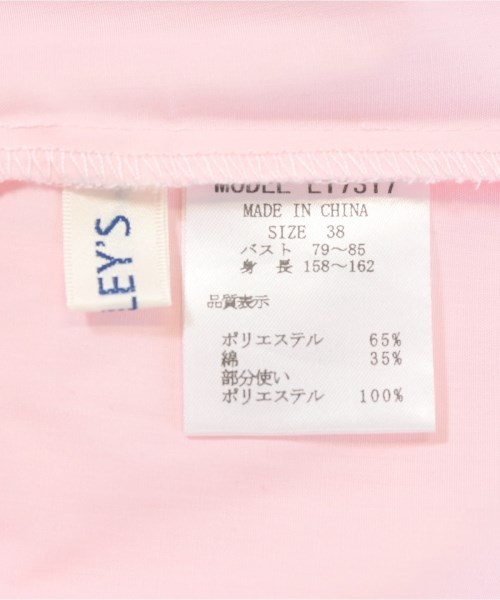 LEY'S
MADE IN CHINA
SIZE 38
バスト 79～85
身 長 158～162
品質表示
ポリエステル 65%
綿 35%
部分使い
ポリエステル 100%